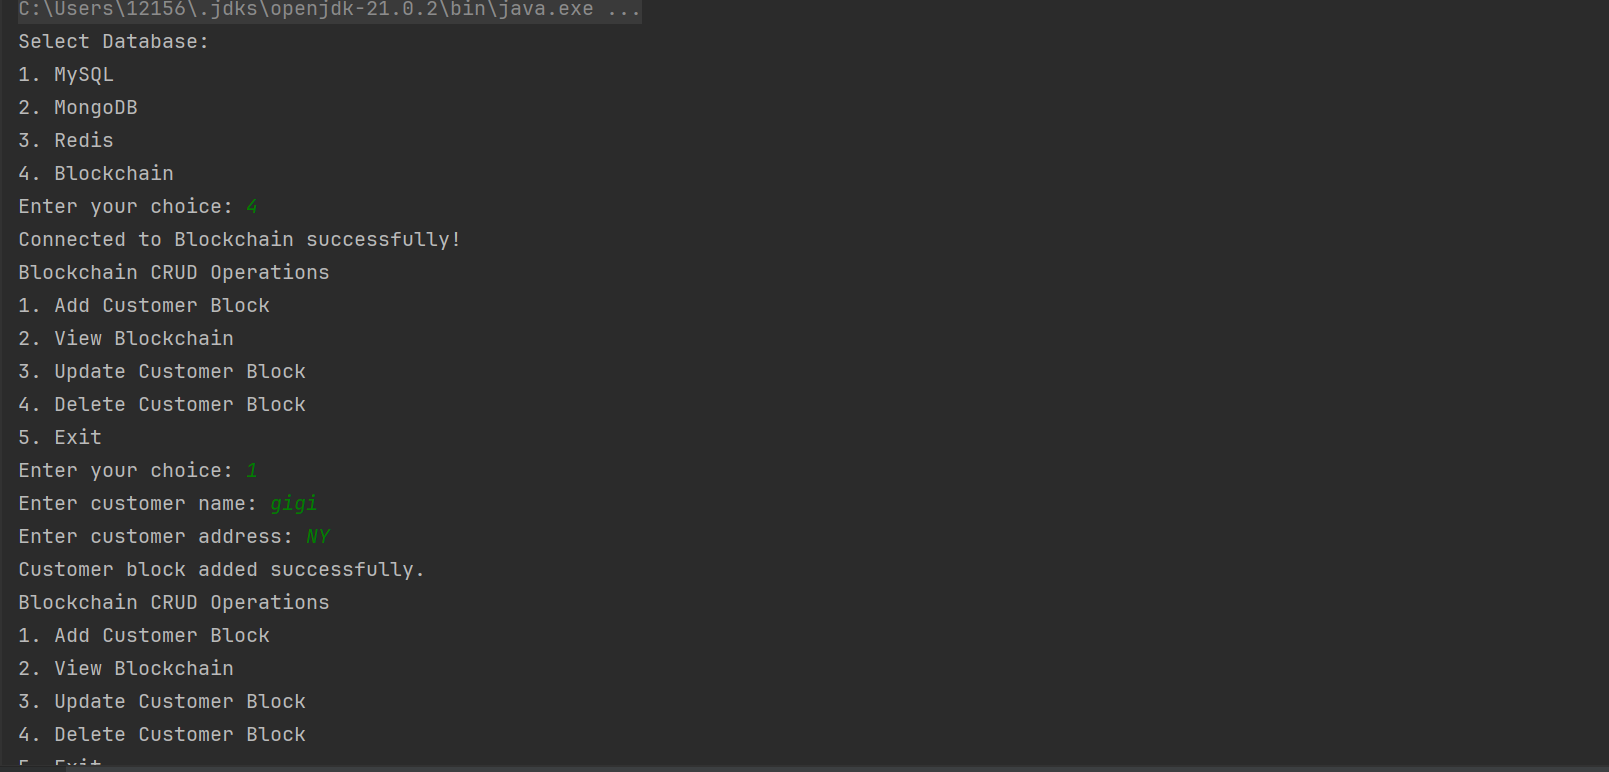 C:\Users\12156\.jdks\openjdk-21.0.2\bin\java.exe ...
Select Database:
1. MySQL
2. MongoDB
3. Redis
4. Blockchain
Enter your choice: 4
Connected to Blockchain successfully!
Blockchain CRUD Operations
1. Add Customer Block
2. View Blockchain
3. Update Customer Block
4. Delete Customer Block
5. Exit
Enter your choice: 1
Enter customer name: gigi
Enter customer address: NY
Customer block added successfully.
Blockchain CRUD Operations
1. Add Customer Block
2. View Blockchain
3. Update Customer Block
4. Delete Customer Block
5. Exit